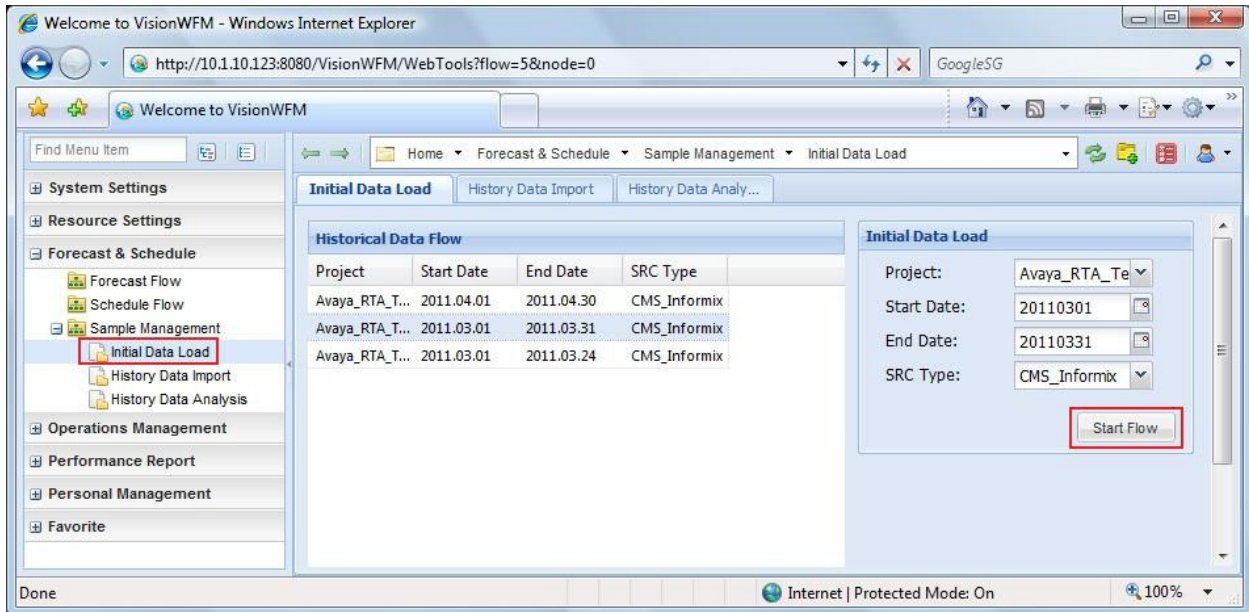 Welcome to VisionWFM - Windows Internet Explorer
http://10.1.10.123:8080/VisionWFM/WebTools?flow=5&node=0
GoogleSG
Welcome to VisionWFM
Find Menu Item
Home Forecast & Schedule Sample Management Initial Data Load
System Settings
Resource Settings
Forecast & Schedule
Forecast Flow
Schedule Flow
Sample Management
Initial Data Load
History Data Import
History Data Analysis
Operations Management
Performance Report
Personal Management
Favorite
Initial Data Load History Data Import History Data Analy...
Historical Data Flow
Project Start Date End Date SRC Type
Avaya_RTA_T... 2011.04.01 2011.04.30 CMS_Informix
Avaya_RTA_T... 2011.03.01 2011.03.31 CMS_Informix
Avaya_RTA_T... 2011.03.01 2011.03.24 CMS_Informix
Initial Data Load
Project: Avaya_RTA_Te
Start Date: 20110301
End Date: 20110331
SRC Type: CMS_Informix
Start Flow
Done
Internet | Protected Mode: On
100%